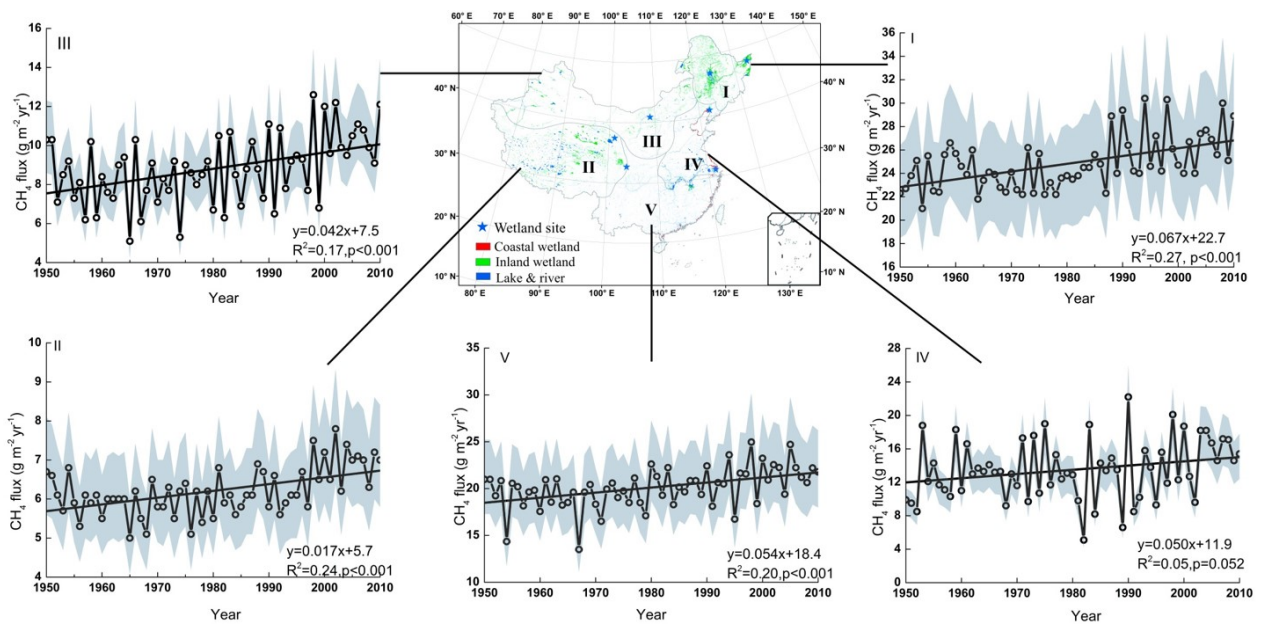 III
CH₄ flux (g m⁻² yr⁻¹)
16
14
12
10
8
6
4
y=0.042x+7.5
R²=0.17,p<0.001
1950 1960 1970 1980 1990 2000 2010
Year
60° E 70° E 80° E 90° E 100° E 110° E 120° E 130° E 140° E 150° E
40° N
30° N
20° N
10° N
40° N
30° N
20° N
10° N
I
III
II
IV
V
Wetland site
Coastal wetland
Inland wetland
Lake & river
80° E 90° E 100° E 110° E 120° E 130° E
I
CH₄ flux (g m⁻² yr⁻¹)
36
34
32
30
28
26
24
22
20
18
16
y=0.067x+22.7
R²=0.27, p<0.001
1950 1960 1970 1980 1990 2000 2010
Year
II
CH₄ flux (g m⁻² yr⁻¹)
10
9
8
7
6
5
4
y=0.017x+5.7
R²=0.24,p<0.001
1950 1960 1970 1980 1990 2000 2010
Year
V
CH₄ flux (g m⁻² yr⁻¹)
35
30
25
20
15
10
y=0.054x+18.4
R²=0.20,p<0.001
1950 1960 1970 1980 1990 2000 2010
Year
IV
CH₄ flux (g m⁻² yr⁻¹)
28
24
20
16
12
8
4
0
y=0.050x+11.9
R²=0.05,p=0.052
1950 1960 1970 1980 1990 2000 2010
Year